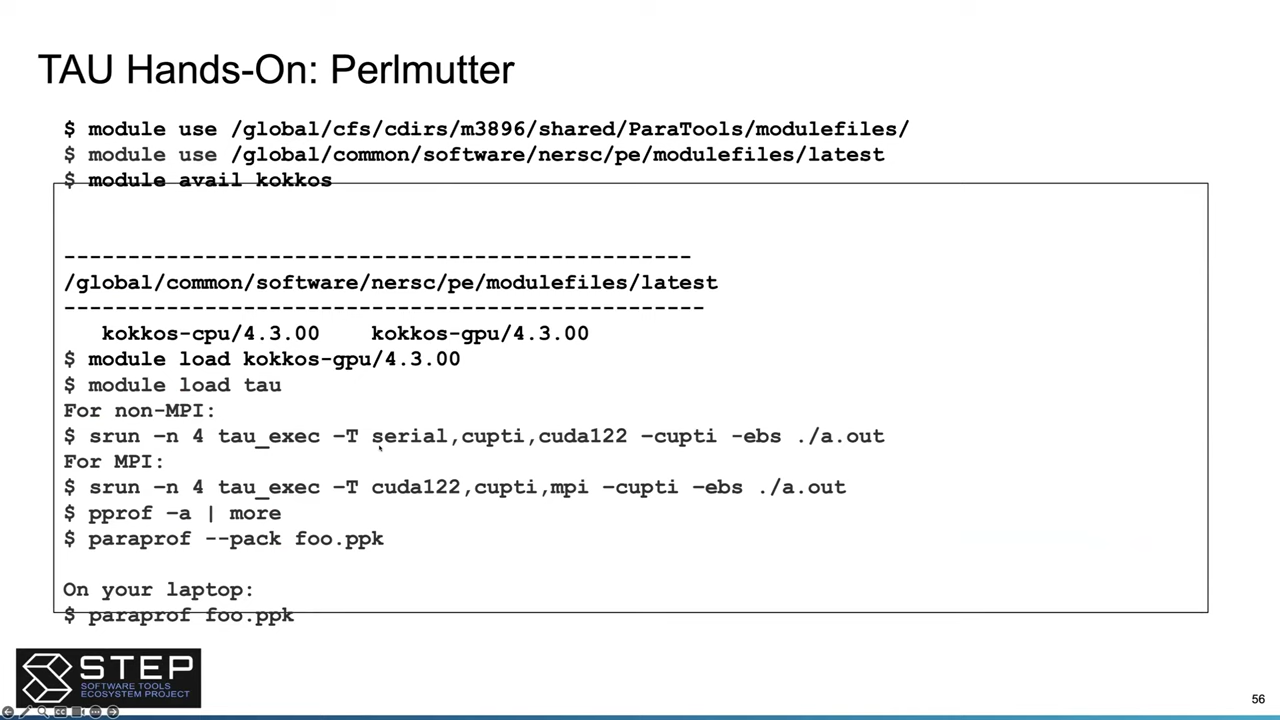 TAU Hands-On: Perlmutter
$ module use /global/cfs/cdirs/m3896/shared/ParaTools/modulefiles/
$ module use /global/common/software/nersc/pe/modulefiles/latest
$ module avail kokkos
-------------------------------------------------
/global/common/software/nersc/pe/modulefiles/latest
--------------------------------------------------
kokkos-cpu/4.3.00 kokkos-gpu/4.3.00
$ module load kokkos-gpu/4.3.00
$ module load tau
For non-MPI:
$ srun –n 4 tau_exec –T serial,cupti,cuda122 –cupti -ebs ./a.out
For MPI:
$ srun –n 4 tau_exec –T cuda122,cupti,mpi –cupti –ebs ./a.out
$ pprof –a | more
$ paraprof --pack foo.ppk
On your laptop:
$ paraprof foo.ppk
STEP
SOFTWARE TOOLS
ECOSYSTEM PROJECT
56